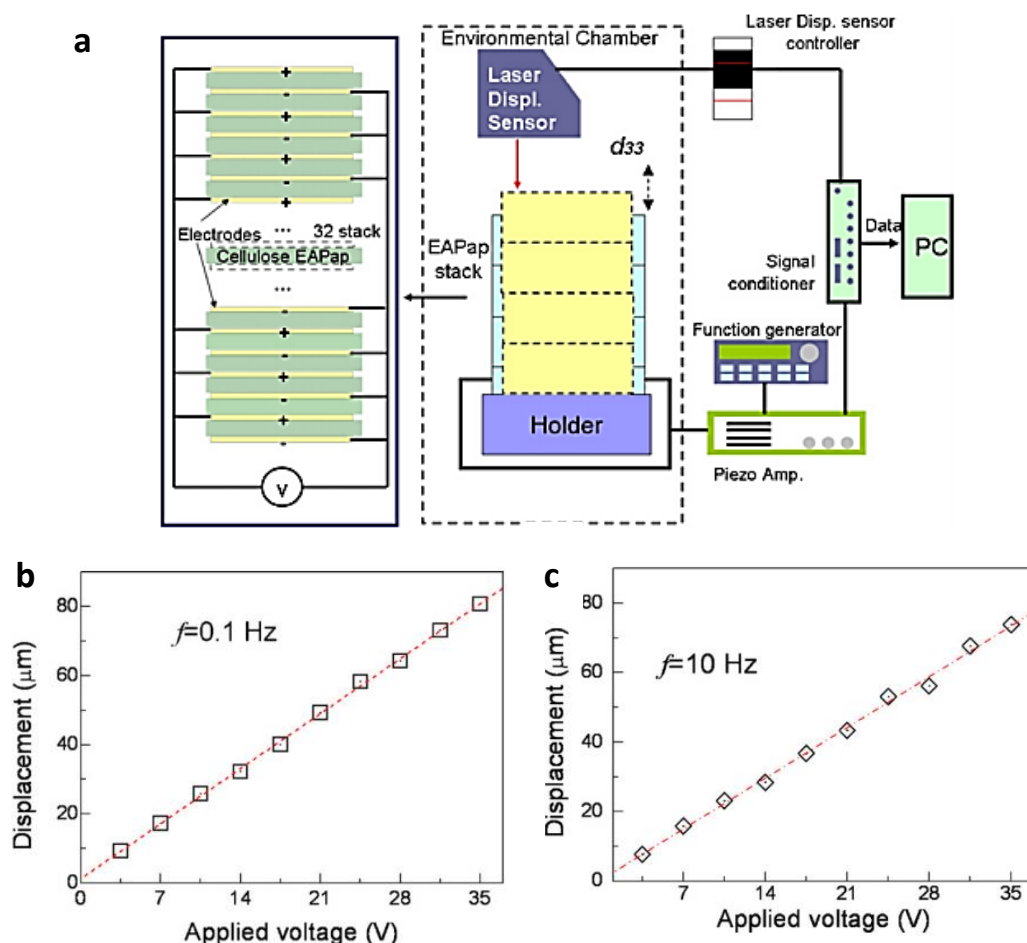 a
Environmental Chamber
Laser Disp. sensor
controller
Laser
Displ.
Sensor
d33
+
-
+
-
+
-
+
Electrodes
...
32 stack
Cellulose EAPap
...
-
+
-
+
-
+
-
V
EAPap
stack
Holder
Data
PC
Signal
conditioner
Function generator
Piezo Amp.
b
Displacement (μm)
80
60
40
20
0
f=0.1 Hz
0 7 14 21 28 35
Applied voltage (V)
c
Displacement (μm)
80
60
40
20
0
f=10 Hz
7 14 21 28 35
Applied voltage (V)